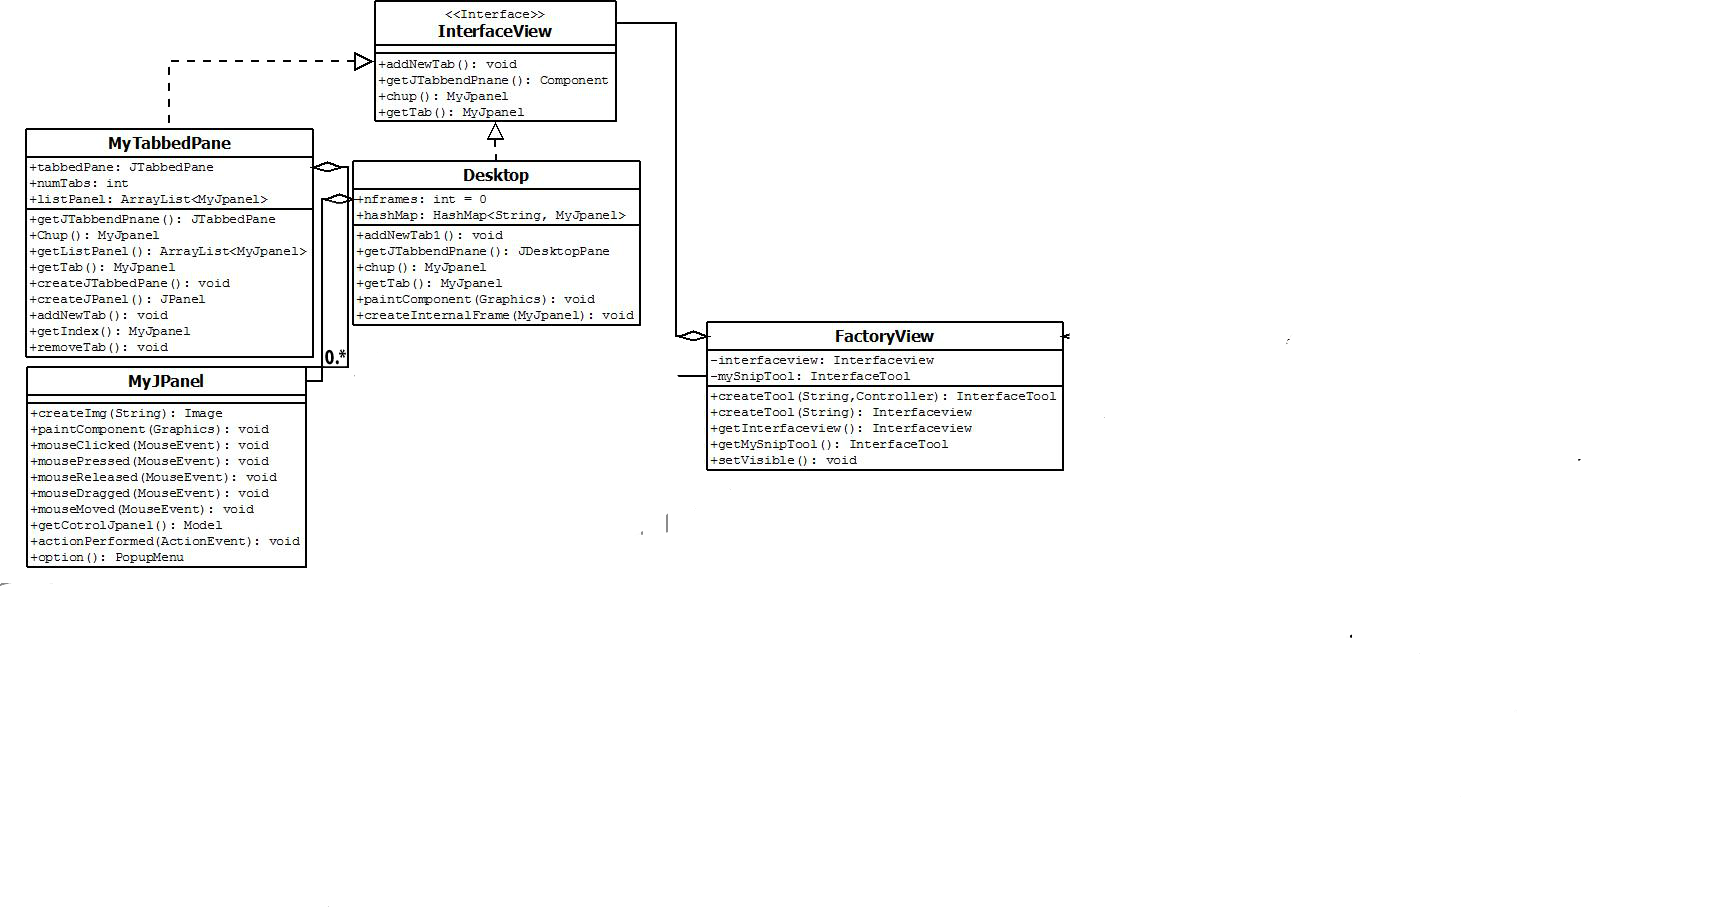 <<Interface>>
InterfaceView
+addNewTab(): void
+getJTabbendPnane(): Component
+chup(): MyJpanel
+getTab(): MyJpanel
MyTabbedPane
+tabbedPane: JTabbedPane
+numTabs: int
+listPanel: ArrayList<MyJpanel>
+getJTabbendPnane(): JTabbedPane
+Chup(): MyJpanel
+getListPanel(): ArrayList<MyJpanel>
+getTab(): MyJpanel
+createJTabbedPane(): void
+createJPanel(): JPanel
+addNewTab(): void
+getIndex(): MyJpanel
+removeTab(): void
Desktop
+nframes: int = 0
+hashMap: HashMap<String, MyJpanel>
+addNewTab1(): void
+getJTabbendPnane(): JDesktopPane
+chup(): MyJpanel
+getTab(): MyJpanel
+paintComponent(Graphics): void
+createInternalFrame(MyJpanel): void
0.*
MyJPanel
+createImg(String): Image
+paintComponent(Graphics): void
+mouseClicked(MouseEvent): void
+mousePressed(MouseEvent): void
+mouseReleased(MouseEvent): void
+mouseDragged(MouseEvent): void
+mouseMoved(MouseEvent): void
+getCotrolJpanel(): Model
+actionPerformed(ActionEvent): void
+option(): PopupMenu
FactoryView
-interfaceview: Interfaceview
-mySnipTool: InterfaceTool
+createTool(String,Controller): InterfaceTool
+createTool(String): Interfaceview
+getInterfaceview(): Interfaceview
+getMySnipTool(): InterfaceTool
+setVisible(): void